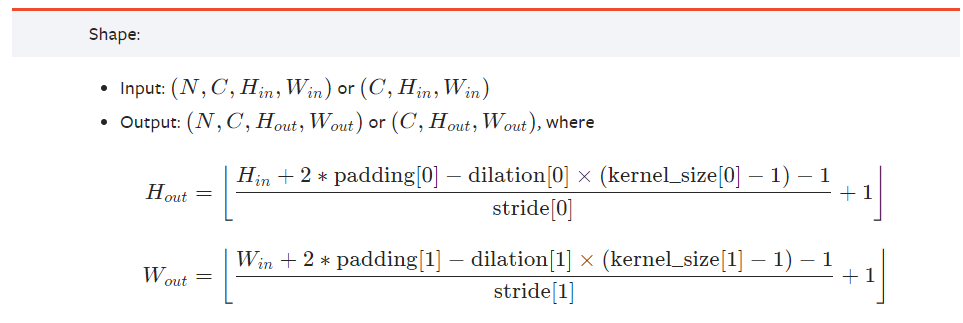 Shape:
• Input: (N, C, H_{in}, W_{in}) or (C, H_{in}, W_{in})
• Output: (N, C, H_{out}, W_{out}) or (C, H_{out}, W_{out}), where
H_{out} = ⌊\frac{H_{in} + 2 * padding[0] − dilation[0] × (kernel_size[0] − 1) − 1}{stride[0]} + 1⌋
W_{out} = ⌊\frac{W_{in} + 2 * padding[1] − dilation[1] × (kernel_size[1] − 1) − 1}{stride[1]} + 1⌋